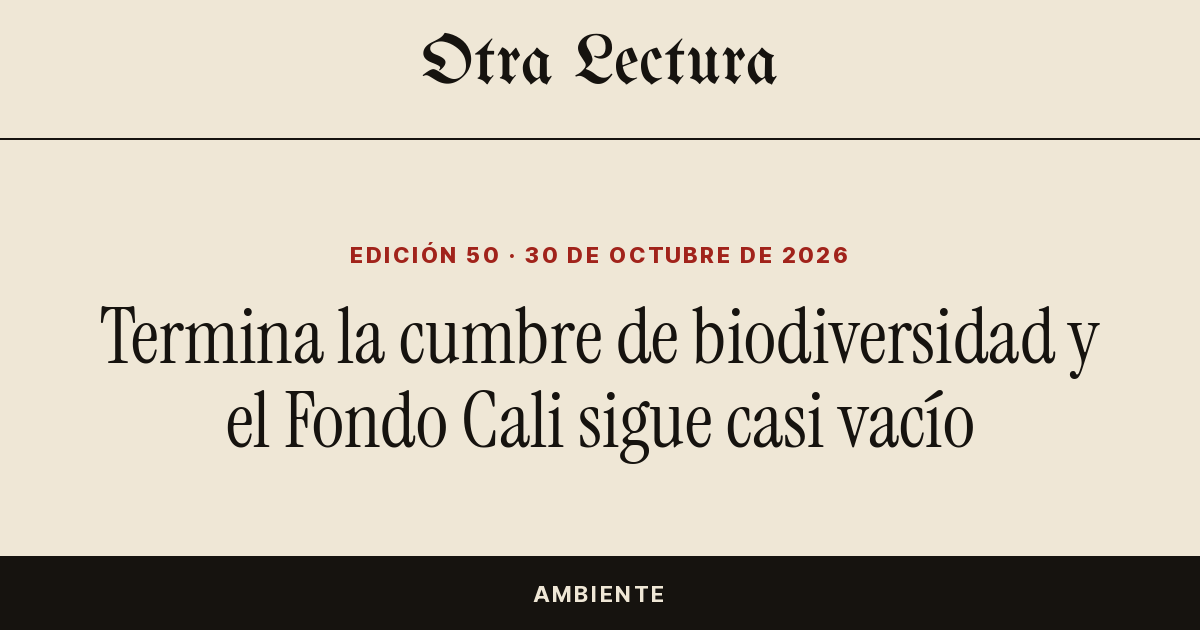 Otra Lectura
EDICIÓN 50 · 30 DE OCTUBRE DE 2026
Termina la cumbre de biodiversidad y
el Fondo Cali sigue casi vacío
AMBIENTE